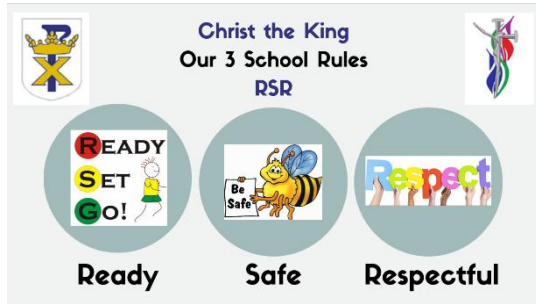 Christ the King
Our 3 School Rules
RSR
READY
SET
GO!
Be
Safe
Respect
Ready
Safe
Respectful